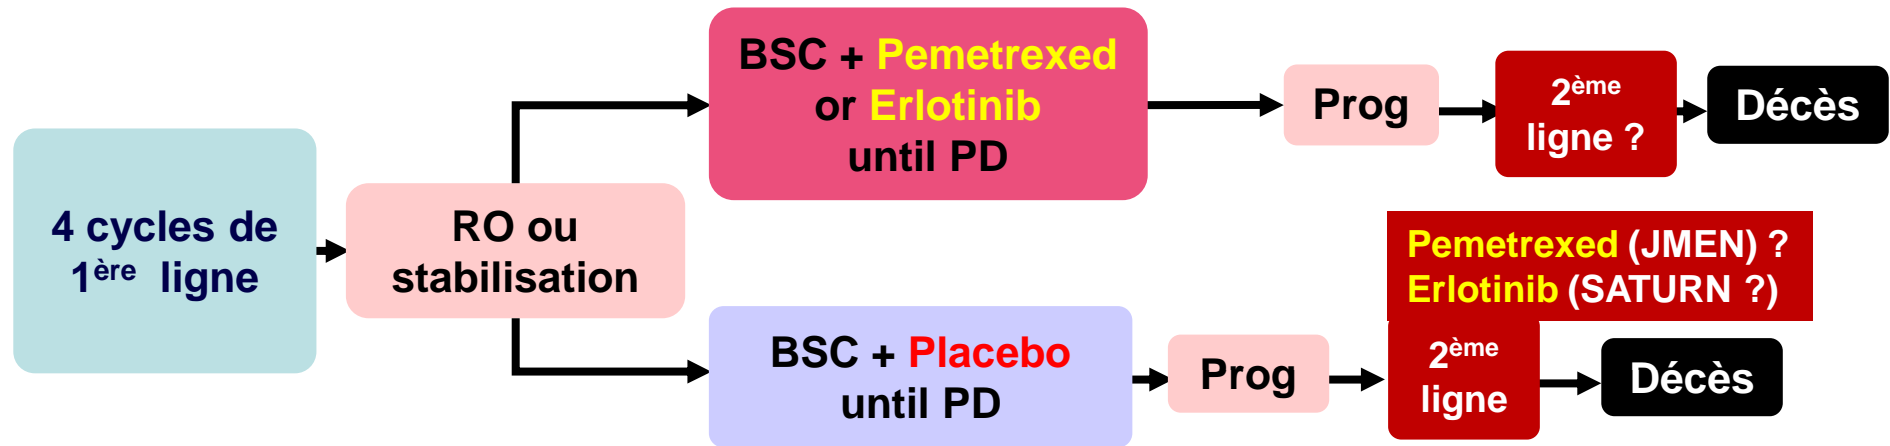 4 cycles de
1ère ligne
RO ou
stabilisation
BSC + Pemetrexed
or Erlotinib
until PD
Prog
2ème
ligne ?
Décès
BSC + Placebo
until PD
Prog
Pemetrexed (JMEN) ?
Erlotinib (SATURN ?)
2ème
ligne
Décès